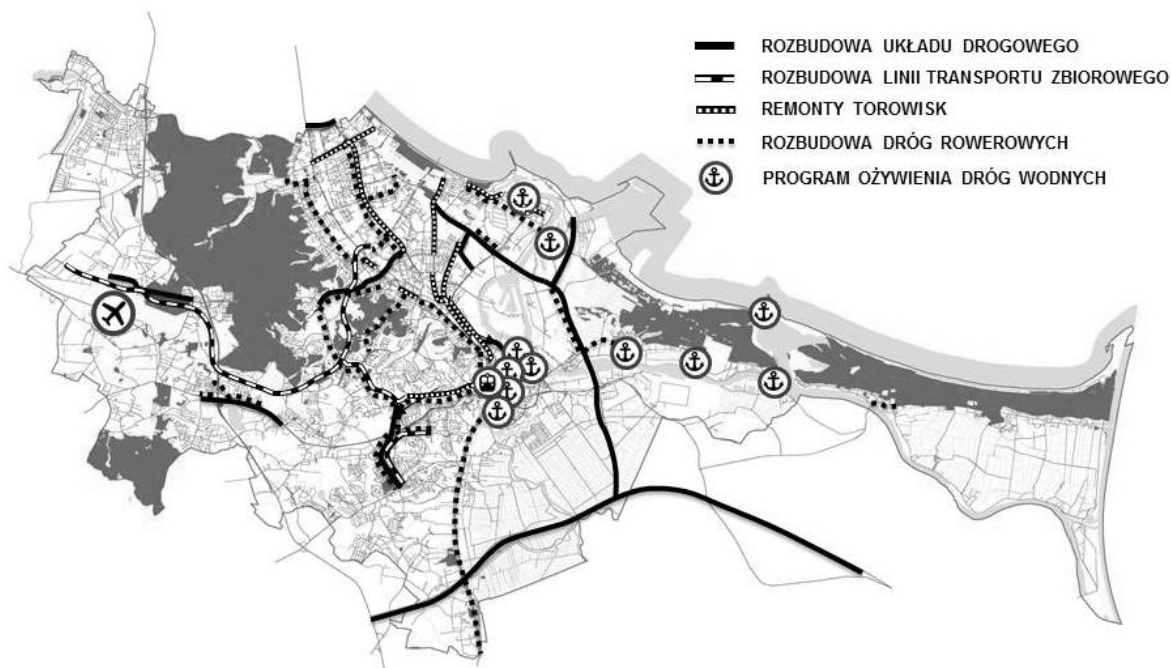 ROZBUDOWA UKŁADU DROGOWEGO
ROZBUDOWA LINII TRANSPORTU ZBIOROWEGO
REMONTY TOROWISK
ROZBUDOWA DRÓG ROWEROWYCH
PROGRAM OŻYWIENIA DRÓG WODNYCH